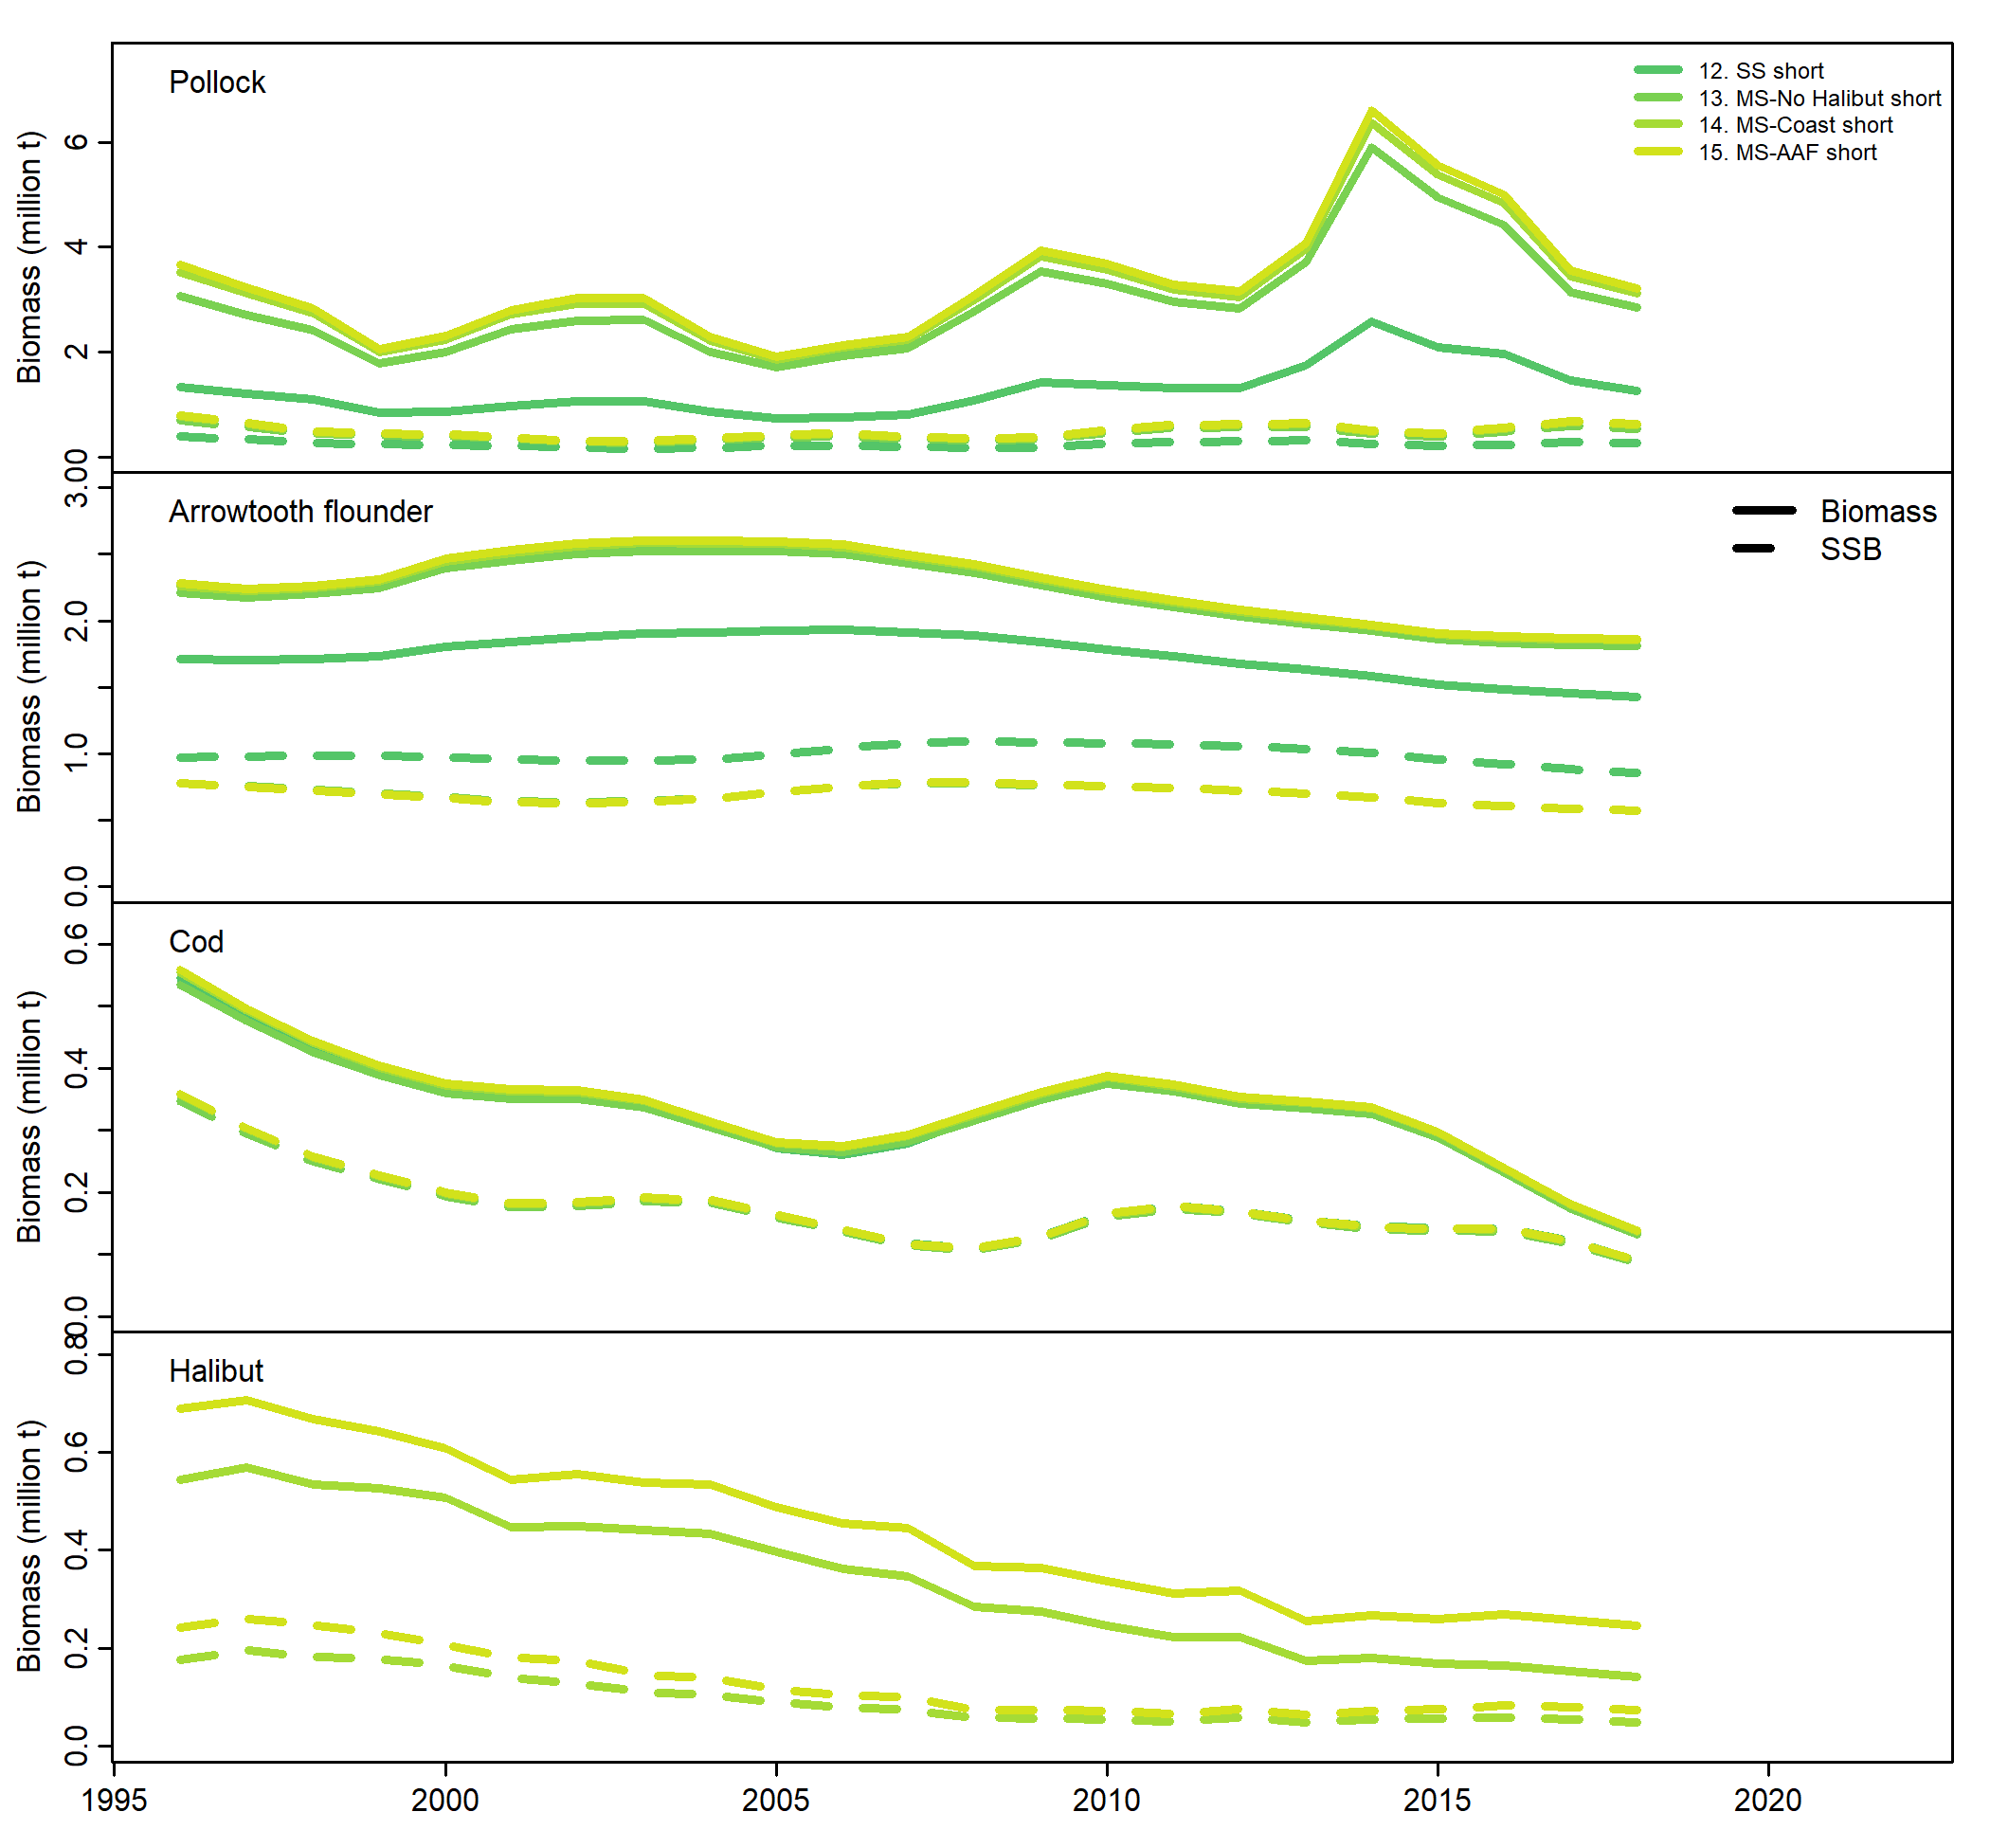 Pollock
12. SS short
13. MS-No Halibut short
14. MS-Coast short
15. MS-AAF short
Biomass (million t)
6
4
2
0
Arrowtooth flounder
Biomass
SSB
Biomass (million t)
3.0
2.0
1.0
0.0
Cod
Biomass (million t)
0.6
0.4
0.2
0.0
Halibut
Biomass (million t)
0.8
0.6
0.4
0.2
0.0
1995 2000 2005 2010 2015 2020